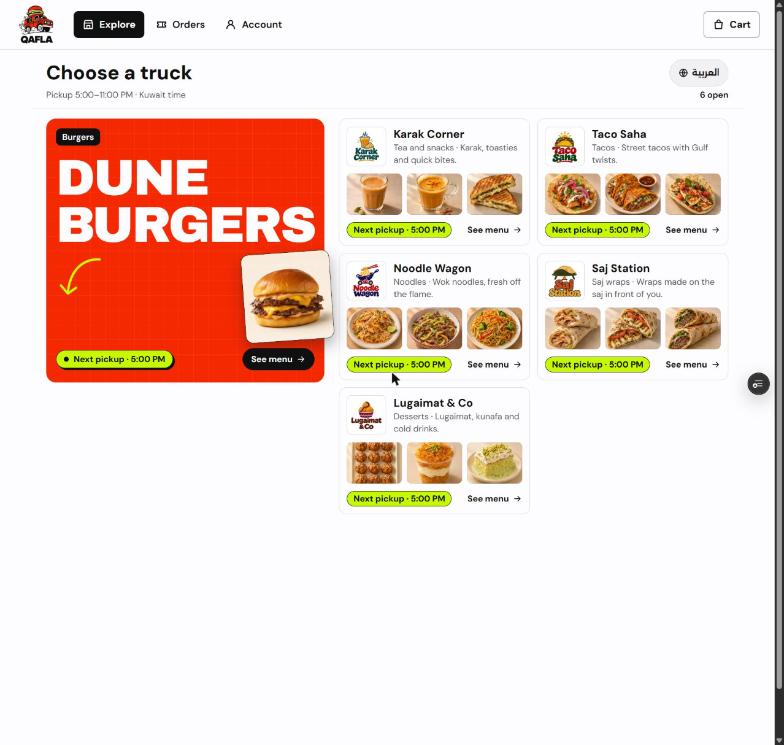 QAFLA
Explore
Orders
Account
Cart
Choose a truck
العربية
Pickup 5:00–11:00 PM · Kuwait time
6 open
Burgers
DUNE
BURGERS
Next pickup · 5:00 PM
See menu →
Karak Corner
Karak Corner
Tea and snacks · Karak, toasties
and quick bites.
Next pickup · 5:00 PM
See menu →
Taco Saha
Taco Saha
Tacos · Street tacos with Gulf
twists.
Next pickup · 5:00 PM
See menu →
Noodle Wagon
Noodle Wagon
Noodles · Wok noodles, fresh off
the flame.
Next pickup · 5:00 PM
See menu →
Saj Station
Saj Station
Saj wraps · Wraps made on the
saj in front of you.
Next pickup · 5:00 PM
See menu →
Lugaimat & Co
Lugaimat & Co
Desserts · Lugaimat, kunafa and
cold drinks.
Next pickup · 5:00 PM
See menu →